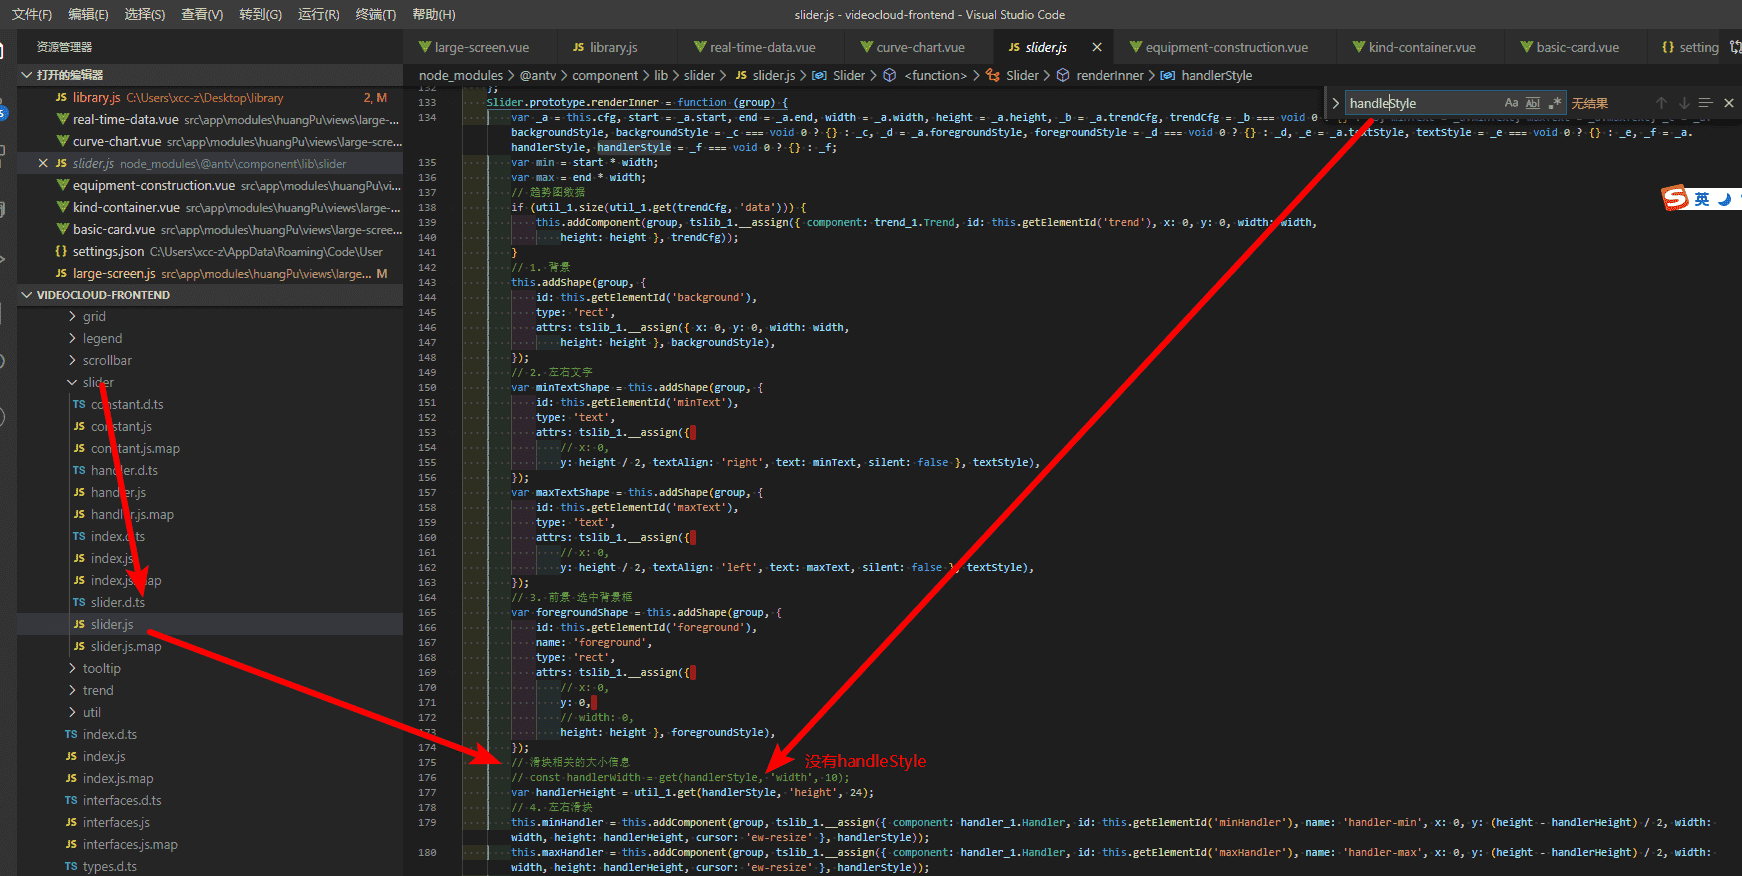 文件(F) 编辑(E) 选择(S) 查看(V) 转到(G) 运行(R) 终端(T) 帮助(H) slider.js - videocloud-frontend - Visual Studio Code
资源管理器 large-screen.vue JS library.js real-time-data.vue curve-chart.vue JS slider.js × equipment-construction.vue kind-container.vue basic-card.vue {} setting
node_modules > @antv > component > lib > slider > JS slider.js > Slider > <function> > Slider > renderInner > handlerStyle
打开的编辑器
JS library.js C:\Users\xcc-z\Desktop\library 2, M
real-time-data.vue src\app\modules\huangPu\views\large-...
curve-chart.vue src\app\modules\huangPu\views\large-scre...
× JS slider.js node_modules\@antv\component\lib\slider
equipment-construction.vue src\app\modules\huangPu\vi...
kind-container.vue src\app\modules\huangPu\views\large-...
basic-card.vue src\app\modules\huangPu\views\large-scree...
{} settings.json C:\Users\xcc-z\AppData\Roaming\Code\User
JS large-screen.js src\app\modules\huangPu\views\large... M
VIDEOCLOUD-FRONTEND
grid
legend
scrollbar
slider
TS constant.d.ts
JS constant.js
JS constant.js.map
TS handler.d.ts
JS handler.js
JS handler.js.map
TS index.d.ts
JS index.js
JS index.js.map
TS slider.d.ts
JS slider.js
JS slider.js.map
tooltip
trend
util
TS index.d.ts
JS index.js
JS index.js.map
TS interfaces.d.ts
JS interfaces.js
JS interfaces.js.map
TS types.d.ts
handleStyle Aa Abl .* 无结果
英
132 };
133 Slider.prototype.renderInner = function (group) {
134 var _a = this.cfg, start = _a.start, end = _a.end, width = _a.width, height = _a.height, _b = _a.trendCfg, trendCfg = _b === void 0
backgroundStyle, backgroundStyle = _c === void 0 ? {} : _c, _d = _a.foregroundStyle, foregroundStyle = _d === void 0 ? {} : _d, _e = _a.textStyle, textStyle = _e === void 0 ? {} : _e, _f = _a.
handlerStyle, handlerStyle = _f === void 0 ? {} : _f;
135 var min = start * width;
136 var max = end * width;
137 // 趋势图数据
138 if (util_1.size(util_1.get(trendCfg, 'data'))) {
139 this.addComponent(group, tslib_1.__assign({ component: trend_1.Trend, id: this.getElementId('trend'), x: 0, y: 0, width: width,
140 height: height }, trendCfg));
141 }
142 // 1. 背景
143 this.addShape(group, {
144 id: this.getElementId('background'),
145 type: 'rect',
146 attrs: tslib_1.__assign({ x: 0, y: 0, width: width,
147 height: height }, backgroundStyle),
148 });
149 // 2. 左右文字
150 var minTextShape = this.addShape(group, {
151 id: this.getElementId('minText'),
152 type: 'text',
153 attrs: tslib_1.__assign({
154 // x: 0,
155 y: height / 2, textAlign: 'right', text: minText, silent: false }, textStyle),
156 });
157 var maxTextShape = this.addShape(group, {
158 id: this.getElementId('maxText'),
159 type: 'text',
160 attrs: tslib_1.__assign({
161 // x: 0,
162 y: height / 2, textAlign: 'left', text: maxText, silent: false }, textStyle),
163 });
164 // 3. 前景 选中背景框
165 var foregroundShape = this.addShape(group, {
166 id: this.getElementId('foreground'),
167 name: 'foreground',
168 type: 'rect',
169 attrs: tslib_1.__assign({
170 // x: 0,
171 y: 0,
172 // width: 0,
173 height: height }, foregroundStyle),
174 });
175 // 滑块相关的大小信息
没有handleStyle
176 // const handlerWidth = get(handlerStyle, 'width', 10);
177 var handlerHeight = util_1.get(handlerStyle, 'height', 24);
178 // 4. 左右滑块
179 this.minHandler = this.addComponent(group, tslib_1.__assign({ component: handler_1.Handler, id: this.getElementId('minHandler'), name: 'handler-min', x: 0, y: (height - handlerHeight) / 2, width:
width, height: handlerHeight, cursor: 'ew-resize' }, handlerStyle));
180 this.maxHandler = this.addComponent(group, tslib_1.__assign({ component: handler_1.Handler, id: this.getElementId('maxHandler'), name: 'handler-max', x: 0, y: (height - handlerHeight) / 2, width:
width, height: handlerHeight, cursor: 'ew-resize' }, handlerStyle));